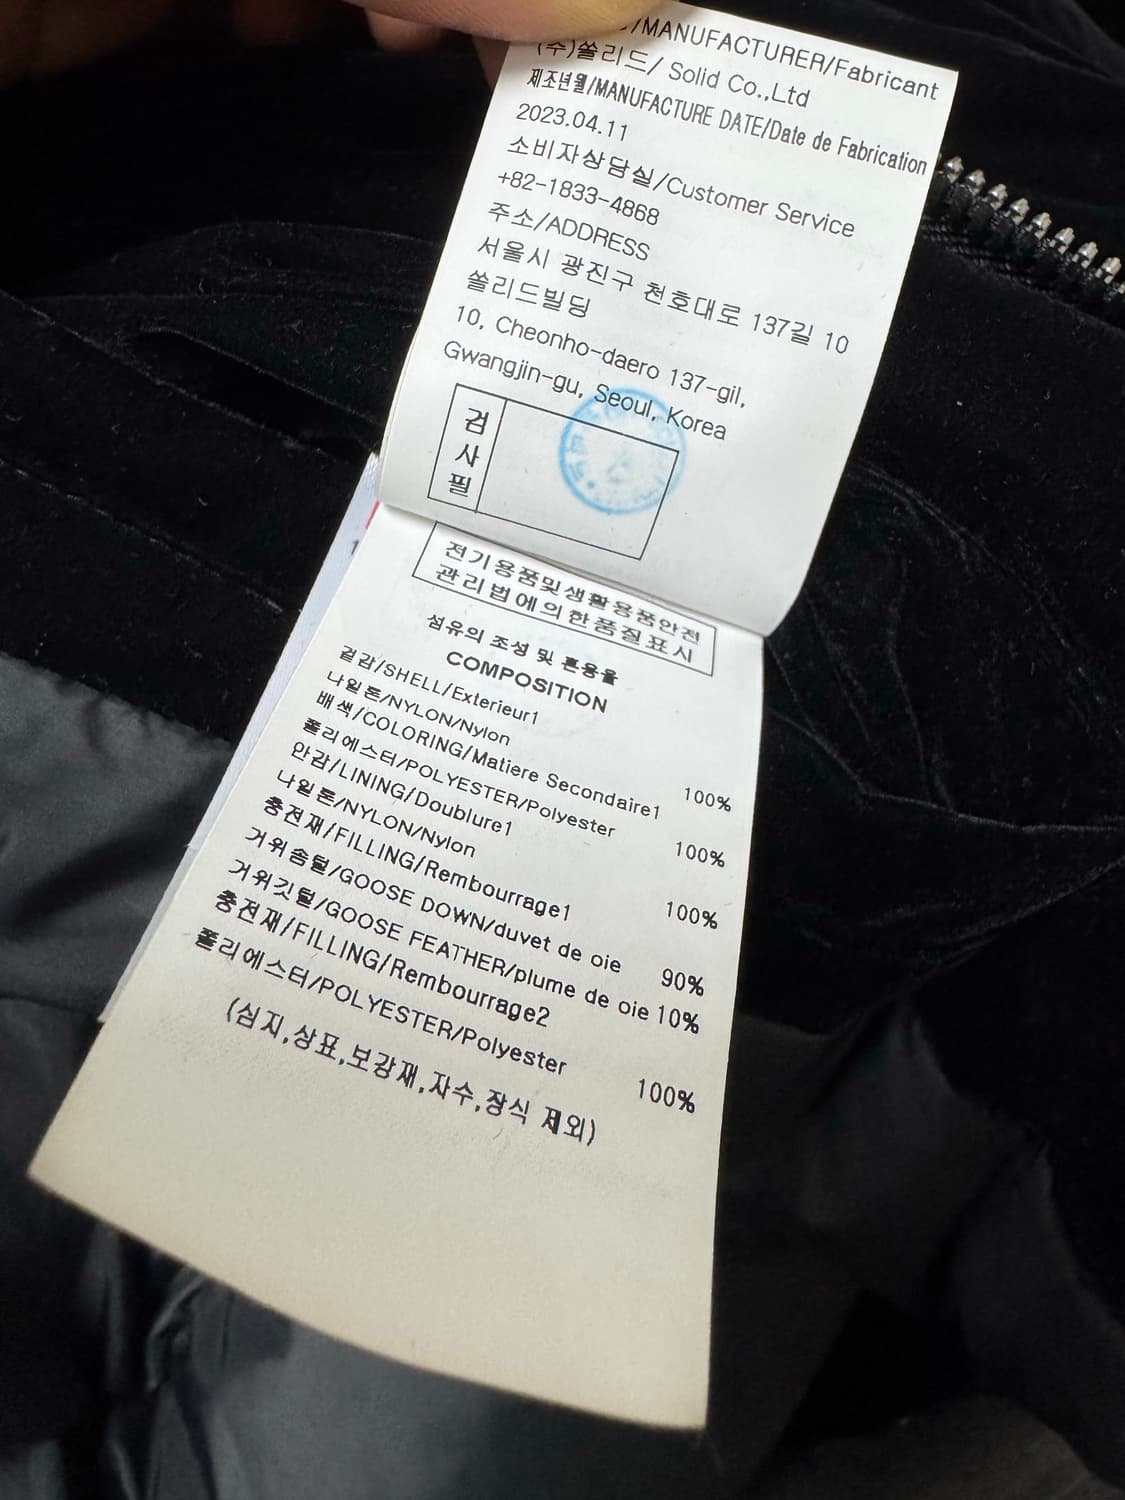 /MANUFACTURER/Fabricant
(주)쏠리드/ Solid Co.,Ltd
제조년월/MANUFACTURE DATE/Date de Fabrication
2023.04.11
소비자상담실/Customer Service
+82-1833-4868
주소/ADDRESS
서울시 광진구 천호대로 137길 10
쏠리드빌딩
10, Cheonho-daero 137-gil,
Gwangjin-gu, Seoul, Korea
검사필
전기용품및생활용품안전
관리법에의한품질표시
섬유의 조성 및 혼용율
COMPOSITION
겉감/SHELL/Exterieur1
나일론/NYLON/Nylon 100%
배색/COLORING/Matiere Secondaire1
폴리에스터/POLYESTER/Polyester 100%
안감/LINING/Doublure1
나일론/NYLON/Nylon 100%
충전재/FILLING/Rembourrage1
거위솜털/GOOSE DOWN/duvet de oie 90%
거위깃털/GOOSE FEATHER/plume de oie 10%
충전재/FILLING/Rembourrage2
폴리에스터/POLYESTER/Polyester 100%
(심지,상표,보강재,자수,장식 제외)